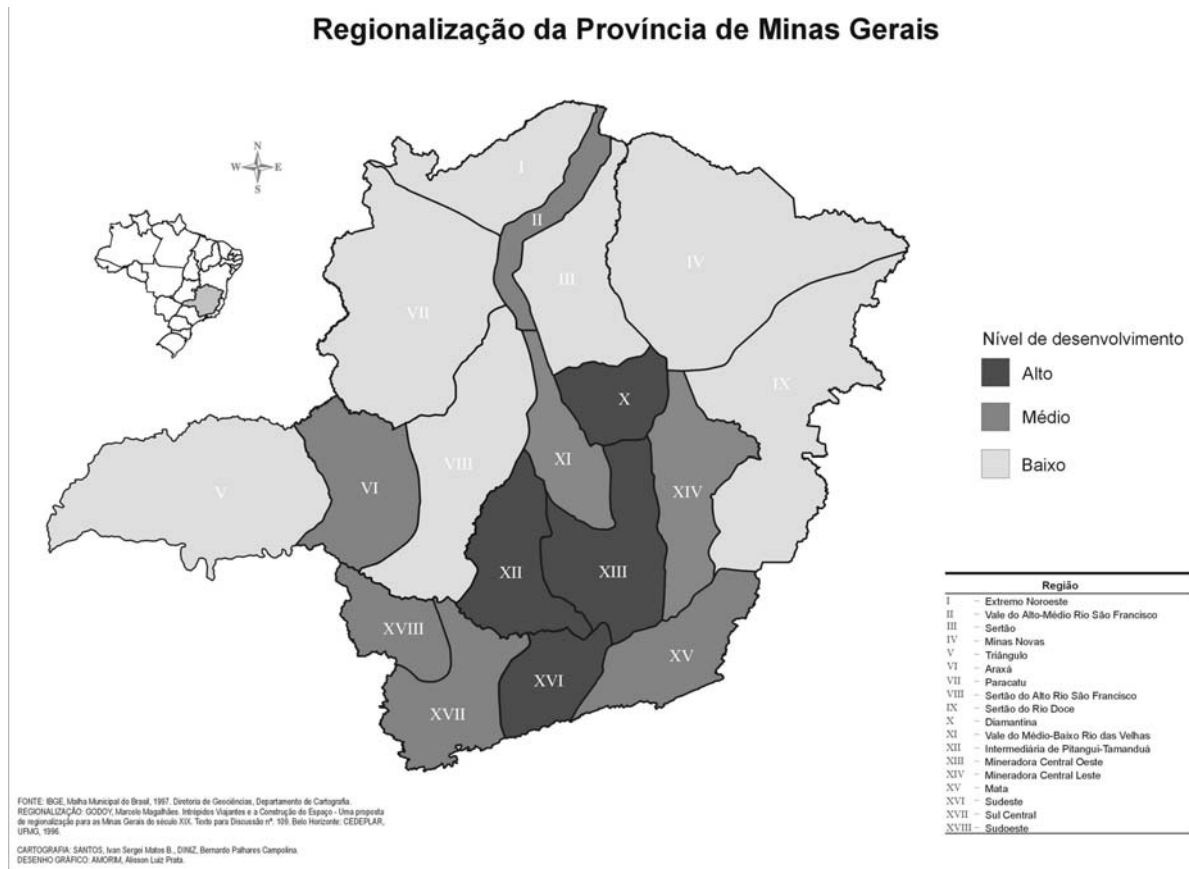 Regionalização da Província de Minas Gerais
N
W E
S
I
II
III
IV
VII
IX
X
V
VI
VIII
XI
XIV
XII
XIII
XVIII
XV
XVI
XVII
Nível de desenvolvimento
Alto
Médio
Baixo
Região
I – Extremo Noroeste
II – Vale do Alto-Médio Rio São Francisco
III – Sertão
IV – Minas Novas
V – Triângulo
VI – Araxá
VII – Paracatu
VIII – Sertão do Alto Rio São Francisco
IX – Sertão do Rio Doce
X – Diamantina
XI – Vale do Médio-Baixo Rio das Velhas
XII – Intermediária de Pitangui-Tamanduá
XIII – Mineradora Central Oeste
XIV – Mineradora Central Leste
XV – Mata
XVI – Sudeste
XVII – Sul Central
XVIII – Sudoeste
FONTE: IBGE, Malha Municipal do Brasil, 1997. Diretoria de Geociências, Departamento de Cartografia.
REGIONALIZAÇÃO: GODOY, Marcelo Magalhães. Intrépidos Viajantes e a Construção do Espaço - Uma proposta
de regionalização para as Minas Gerais do século XIX. Texto para Discussão nº. 109. Belo Horizonte: CEDEPLAR,
UFMG, 1996.
CARTOGRAFIA: SANTOS, Ivan Sergei Matos B., DINIZ, Bernardo Palhares Campolina.
DESENHO GRÁFICO: AMORIM, Alisson Luiz Prata.